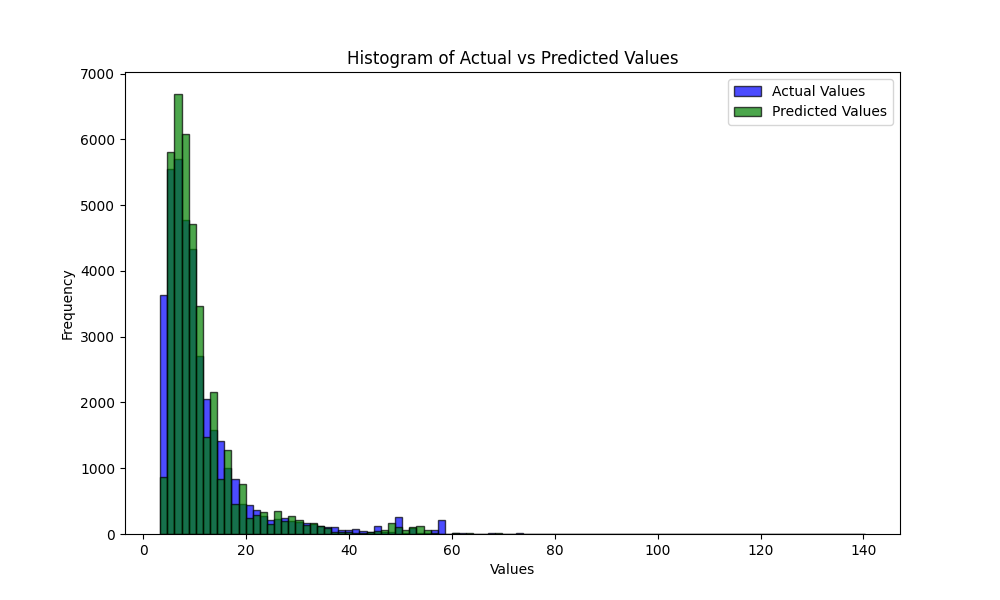 Histogram of Actual vs Predicted Values
Actual Values
Predicted Values
7000
6000
5000
4000
3000
2000
1000
0
Frequency
0 20 40 60 80 100 120 140
Values